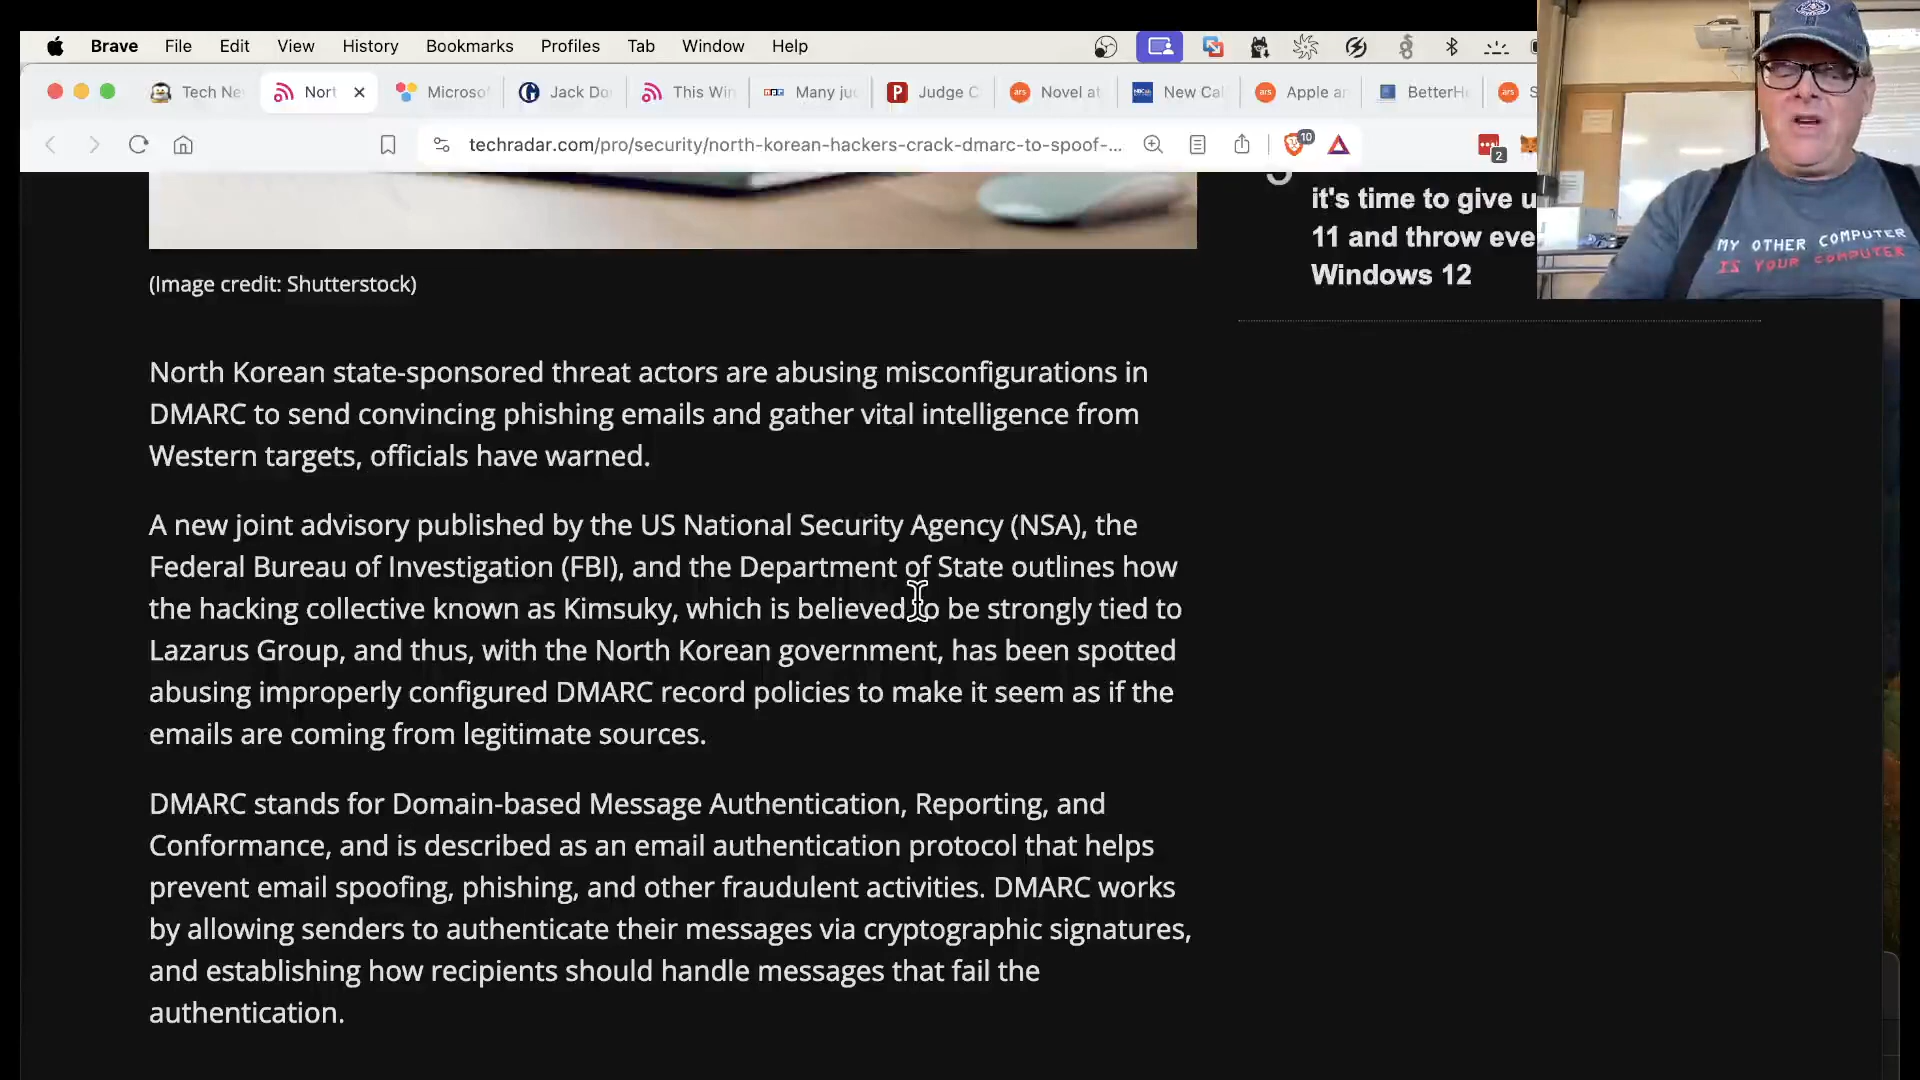 Brave File Edit View History Bookmarks Profiles Tab Window Help
Tech Ne
Nort
Microsof
Jack Do
This Win
Many ju
Judge C
Novel at
New Cal
Apple ar
BetterHe
S
techradar.com/pro/security/north-korean-hackers-crack-dmarc-to-spoof-...
10
2
it's time to give u
11 and throw eve
Windows 12
MY OTHER COMPUTER
IS YOUR COMPUTER
(Image credit: Shutterstock)
North Korean state-sponsored threat actors are abusing misconfigurations in
DMARC to send convincing phishing emails and gather vital intelligence from
Western targets, officials have warned.
A new joint advisory published by the US National Security Agency (NSA), the
Federal Bureau of Investigation (FBI), and the Department of State outlines how
the hacking collective known as Kimsuky, which is believed to be strongly tied to
Lazarus Group, and thus, with the North Korean government, has been spotted
abusing improperly configured DMARC record policies to make it seem as if the
emails are coming from legitimate sources.
DMARC stands for Domain-based Message Authentication, Reporting, and
Conformance, and is described as an email authentication protocol that helps
prevent email spoofing, phishing, and other fraudulent activities. DMARC works
by allowing senders to authenticate their messages via cryptographic signatures,
and establishing how recipients should handle messages that fail the
authentication.